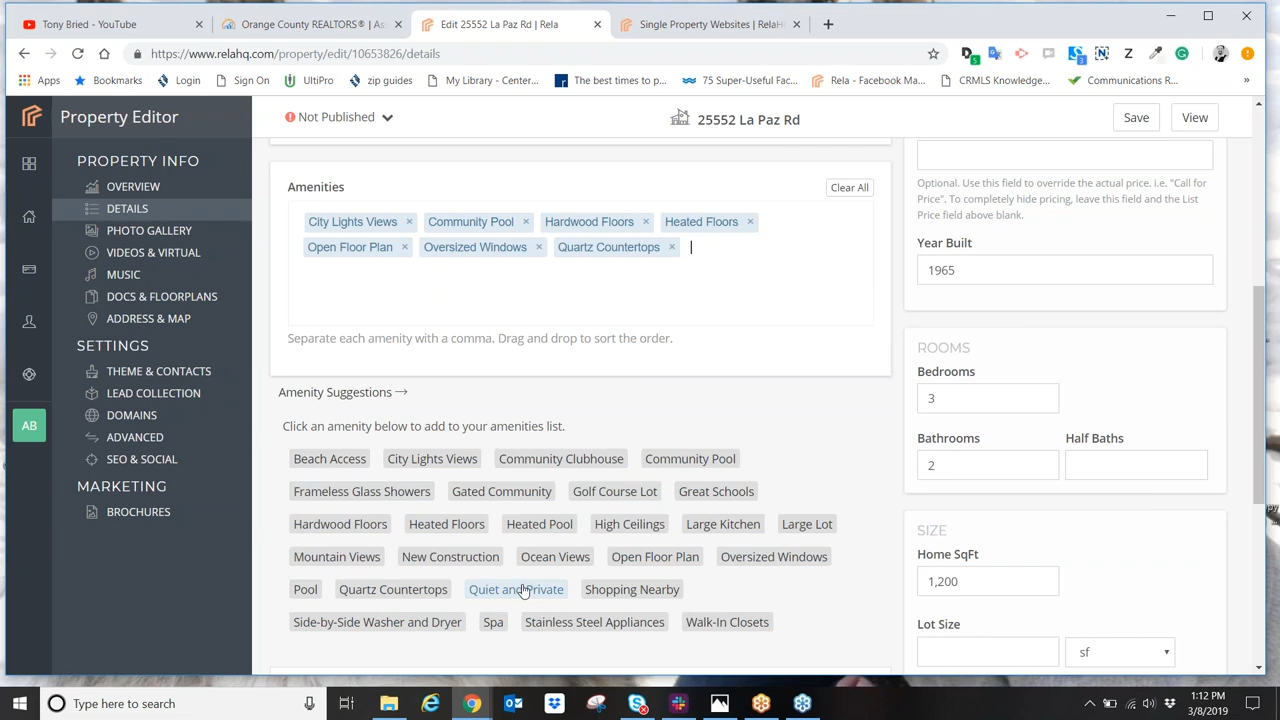 Tony Bried - YouTube
Orange County REALTORS® | As
Edit 25552 La Paz Rd | Rela
Single Property Websites | RelaH
https://www.relahq.com/property/edit/10653826/details
Apps
Bookmarks
Login
Sign On
UltiPro
zip guides
My Library - Center...
The best times to p...
75 Super-Useful Fac...
Rela - Facebook Ma...
CRMLS Knowledge...
Communications R...
Property Editor
Not Published
25552 La Paz Rd
Save
View
PROPERTY INFO
OVERVIEW
DETAILS
PHOTO GALLERY
VIDEOS & VIRTUAL
MUSIC
DOCS & FLOORPLANS
ADDRESS & MAP
SETTINGS
THEME & CONTACTS
LEAD COLLECTION
DOMAINS
ADVANCED
SEO & SOCIAL
MARKETING
BROCHURES
AB
Amenities
Clear All
City Lights Views × Community Pool × Hardwood Floors × Heated Floors ×
Open Floor Plan × Oversized Windows × Quartz Countertops ×
Separate each amenity with a comma. Drag and drop to sort the order.
Amenity Suggestions →
Click an amenity below to add to your amenities list.
Beach Access City Lights Views Community Clubhouse Community Pool
Frameless Glass Showers Gated Community Golf Course Lot Great Schools
Hardwood Floors Heated Floors Heated Pool High Ceilings Large Kitchen Large Lot
Mountain Views New Construction Ocean Views Open Floor Plan Oversized Windows
Pool Quartz Countertops Quiet and Private Shopping Nearby
Side-by-Side Washer and Dryer Spa Stainless Steel Appliances Walk-In Closets
Optional. Use this field to override the actual price. i.e. "Call for
Price". To completely hide pricing, leave this field and the List
Price field above blank.
Year Built
1965
ROOMS
Bedrooms
3
Bathrooms Half Baths
2
SIZE
Home SqFt
1,200
Lot Size
sf
Type here to search
1:12 PM
3/8/2019